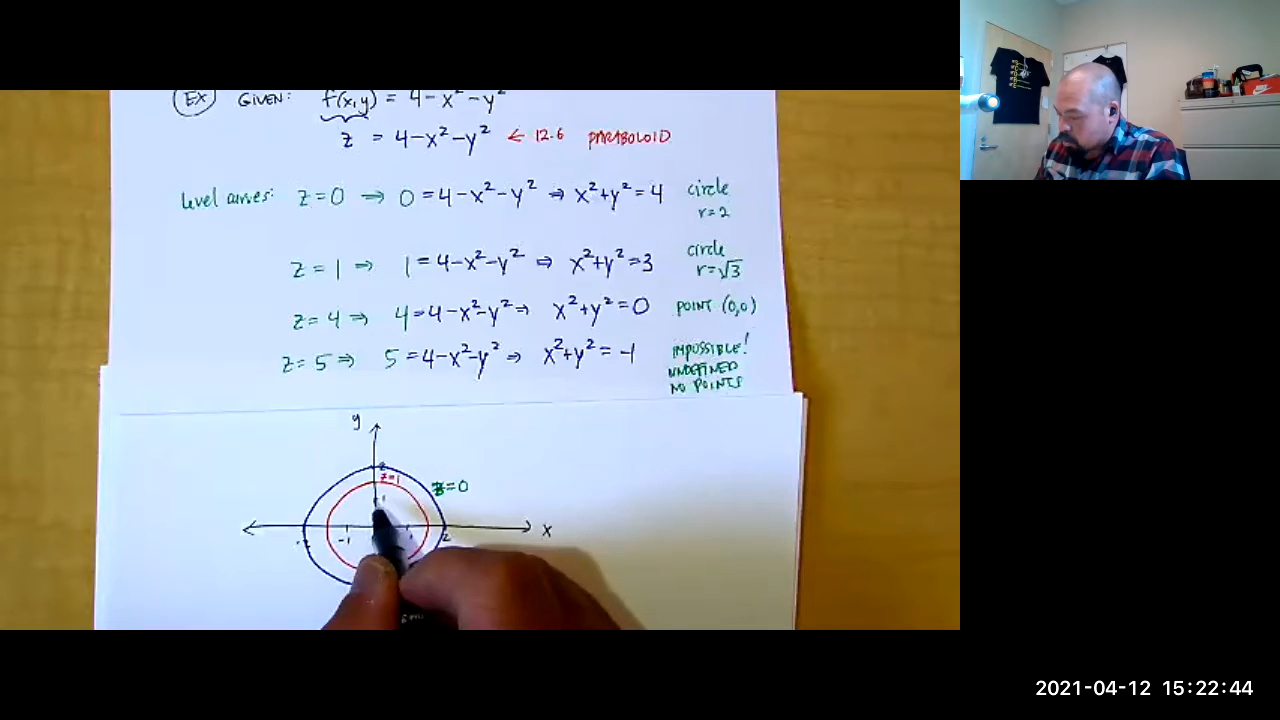 EX GIVEN: f(x,y) = 4-x²-y²
z = 4-x²-y² ← 12.6 PARABOLOID
Level curves: z=0 ⇒ 0=4-x²-y² ⇒ x²+y²=4 circle r=2
z=1 ⇒ 1=4-x²-y² ⇒ x²+y²=3 circle r=√3
z=4 ⇒ 4=4-x²-y² ⇒ x²+y²=0 POINT (0,0)
z=5 ⇒ 5=4-x²-y² ⇒ x²+y²=-1 IMPOSSIBLE!
UNDEFINED
NO POINTS
y
2
z=1
z=0
1
x
-1
2
2021-04-12 15:22:44